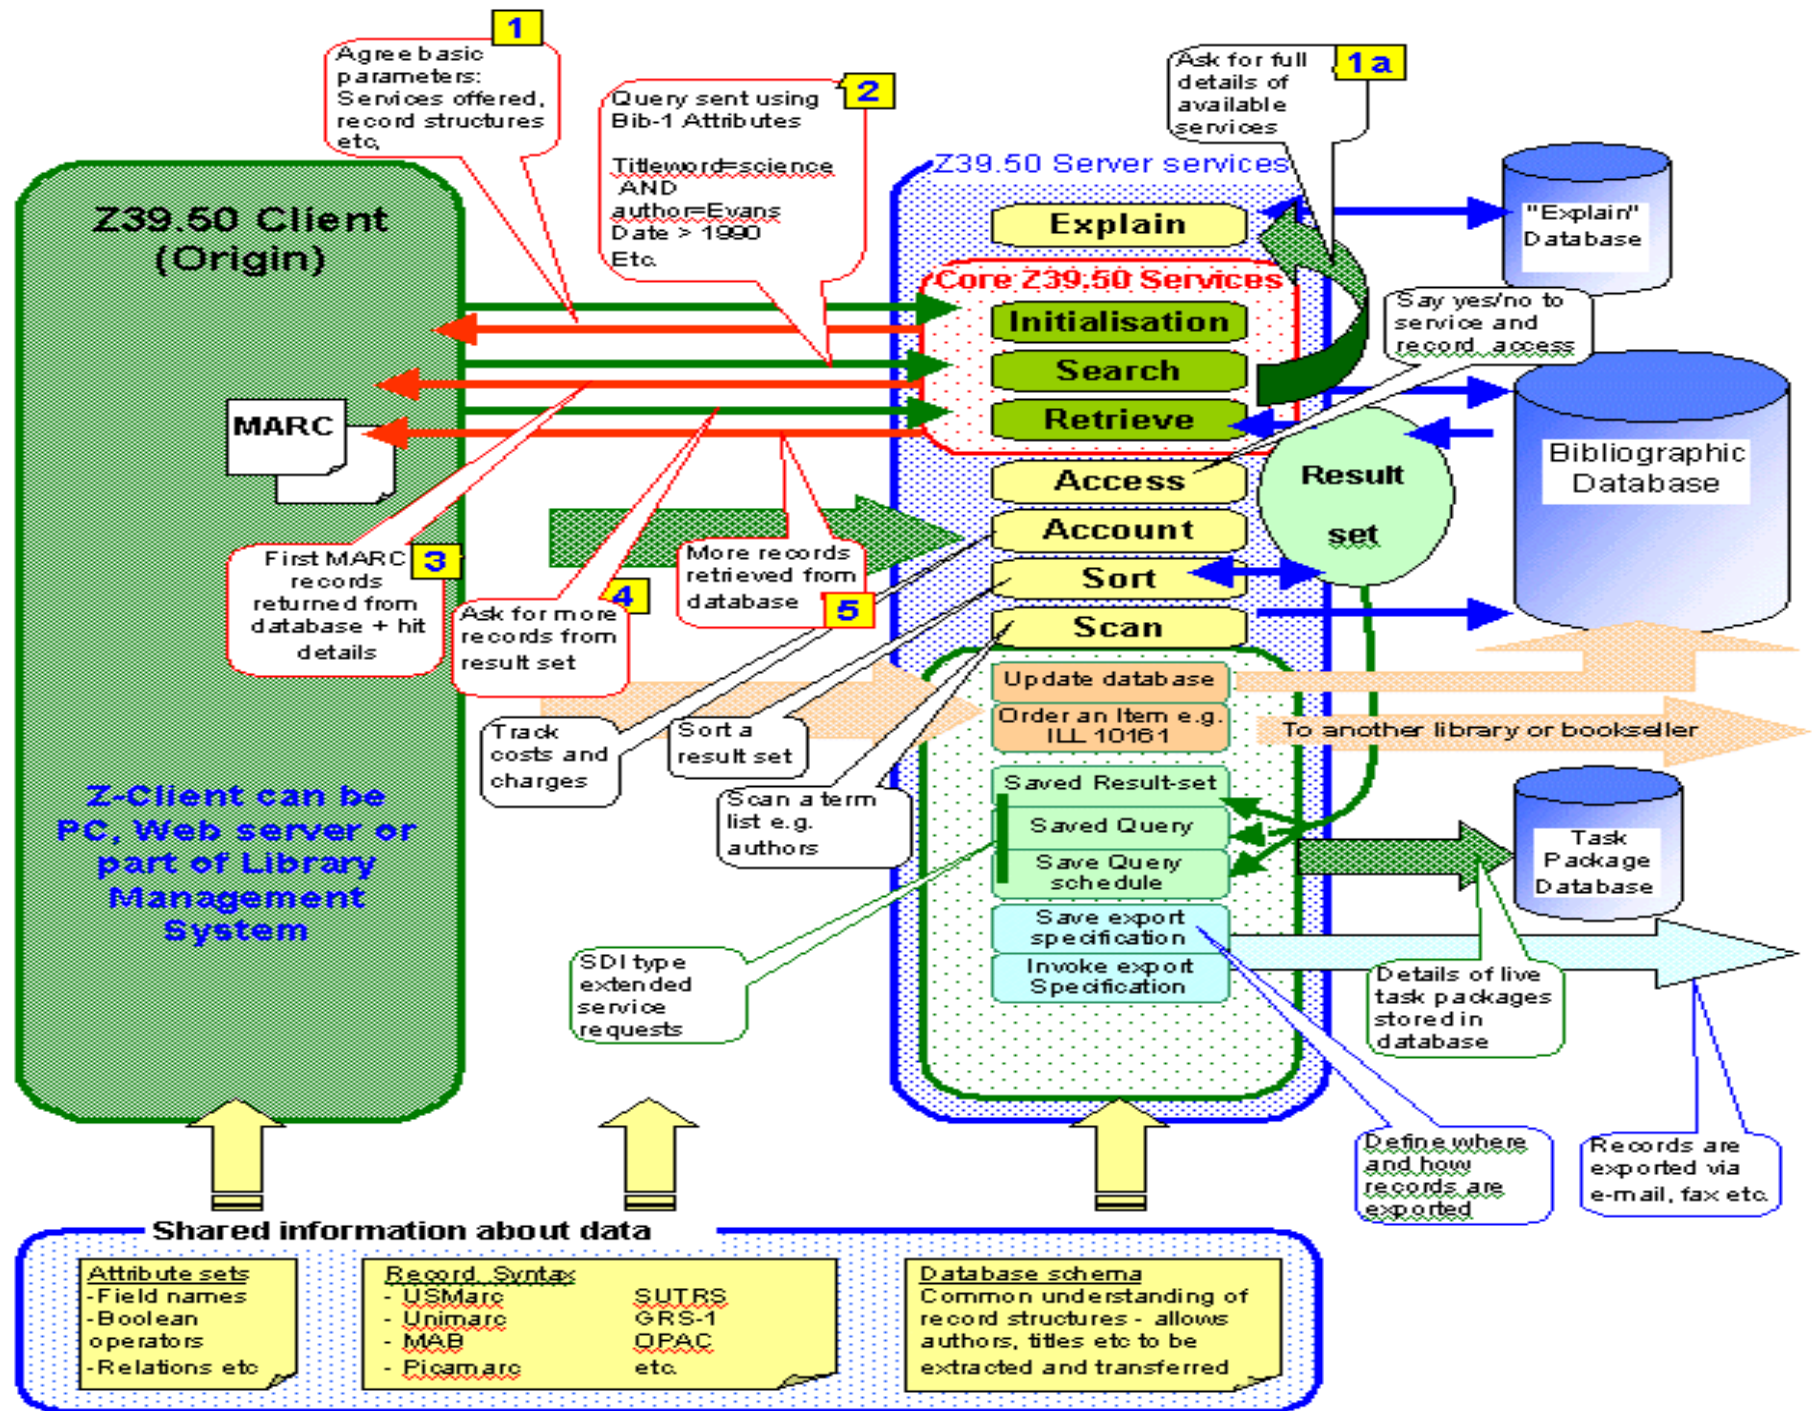 1
Agree basic
parameters:
Services offered,
record structures
etc,
2
Query sent using
Bib-1 Attributes
Titleword=science
AND
author=Evans
Date > 1990
Etc.
1a
Ask for full
details of
available
services
Z39.50 Client
(Origin)
MARC
Z-Client can be
PC, Web server or
part of Library
Management
System
3
First MARC
records
returned from
database + hit
details
4
Ask for more
records from
result set
More records
retrieved from
database
5
Track
costs and
charges
Sort a
result set
Scan a term
list e.g.
authors
SDI type
extended
service
requests
Z39.50 Server services
Explain
Core Z39.50 Services
Initialisation
Search
Retrieve
Access
Account
Sort
Scan
Update database
Order an Item e.g.
ILL 10161
Saved Result-set
Saved Query
Save Query
schedule
Save export
specification
Invoke export
Specification
"Explain"
Database
Say yes/no to
service and
record access
Bibliographic
Database
Result
set
To another library or bookseller
Task
Package
Database
Details of live
task packages
stored in
database
Define where
and how
records are
exported
Records are
exported via
e-mail, fax etc.
Shared information about data
Attribute sets
-Field names
-Boolean
operators
-Relations etc
Record Syntax
- USMarc SUTRS
- Unimarc GRS-1
- MAB OPAC
- Picamarc etc.
Database schema
Common understanding of
record structures - allows
authors, titles etc to be
extracted and transferred